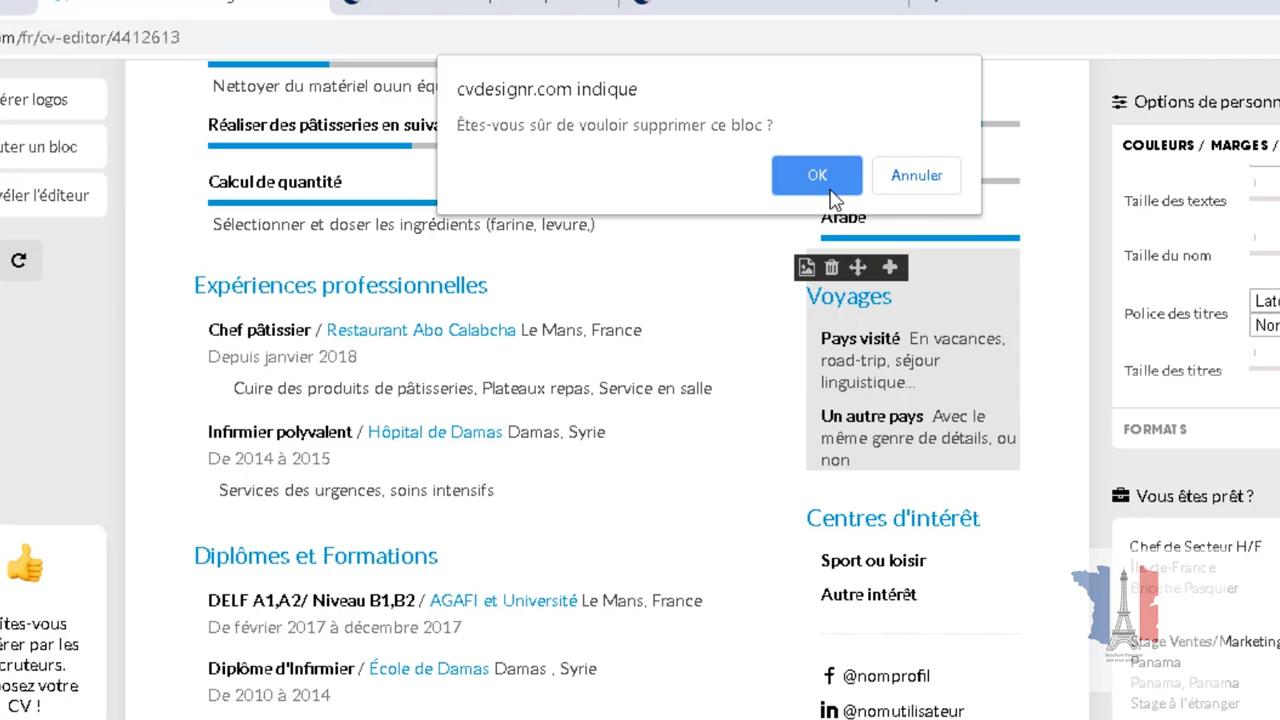 m/fr/cv-editor/4412613
érer logos
uter un bloc
véler l'éditeur
ites-vous
érer par les
cruteurs.
posez votre
CV !
cvdesignr.com indique
Êtes-vous sûr de vouloir supprimer ce bloc ?
OK
Annuler
Nettoyer du matériel ouun équ
Réaliser des pâtisseries en suiva
Calcul de quantité
Sélectionner et doser les ingrédients (farine, levure,)
Expériences professionnelles
Chef pâtissier / Restaurant Abo Calabcha Le Mans, France
Depuis janvier 2018
Cuire des produits de pâtisseries, Plateaux repas, Service en salle
Infirmier polyvalent / Hôpital de Damas Damas, Syrie
De 2014 à 2015
Services des urgences, soins intensifs
Diplômes et Formations
DELF A1,A2/ Niveau B1,B2 / AGAFI et Université Le Mans, France
De février 2017 à décembre 2017
Diplôme d'Infirmier / École de Damas Damas , Syrie
De 2010 à 2014
Arabe
Voyages
Pays visité En vacances,
road-trip, séjour
linguistique...
Un autre pays Avec le
même genre de détails, ou
non
Centres d'intérêt
Sport ou loisir
Autre intérêt
@nomprofil
@nomutilisateur
Options de personn
COULEURS / MARGES /
Taille des textes
Taille du nom
Police des titres
Lato
Nor
Taille des titres
FORMATS
Vous êtes prêt ?
Chef de Secteur H/F
Ile-de-France
Brioche Pasquier
Stage Ventes/Marketing
Panama
Panama, Panama
Stage à l'étranger